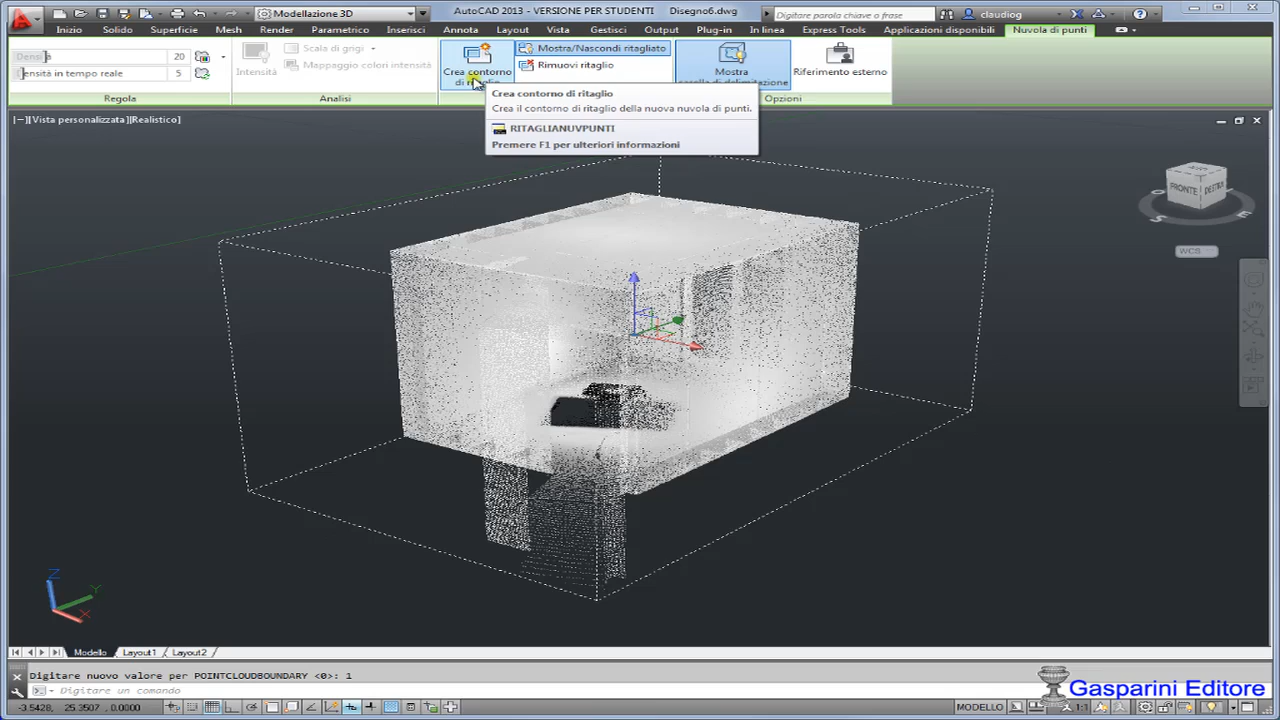 Modellazione 3D
AutoCAD 2013 - VERSIONE PER STUDENTI Disegno6.dwg
Digitare parola chiave o frase
claudiog
Inizio Solido Superficie Mesh Render Parametrico Inserisci Annota Layout Vista Gestisci Output Plug-in In linea Express Tools Applicazioni disponibili Nuvola di punti
20
ensità in tempo reale 5
Regola
Intensità
Scala di grigi
Mappaggio colori intensità
Analisi
Crea contorno
Mostra/Nascondi ritagliato
Rimuovi ritaglio
Mostra
Riferimento esterno
Opzioni
Crea contorno di ritaglio
Crea il contorno di ritaglio della nuova nuvola di punti.
RITAGLIANUVPUNTI
Premere F1 per ulteriori informazioni
[−][Vista personalizzata][Realistico]
FRONTE DESTRA
O S E
WCS
Z Y X
Modello Layout1 Layout2
Digitare nuovo valore per POINTCLOUDBOUNDARY <0>: 1
Digitare un comando
-3.5428, 25.3507, 0.0000
MODELLO
1:1
Gasparini Editore